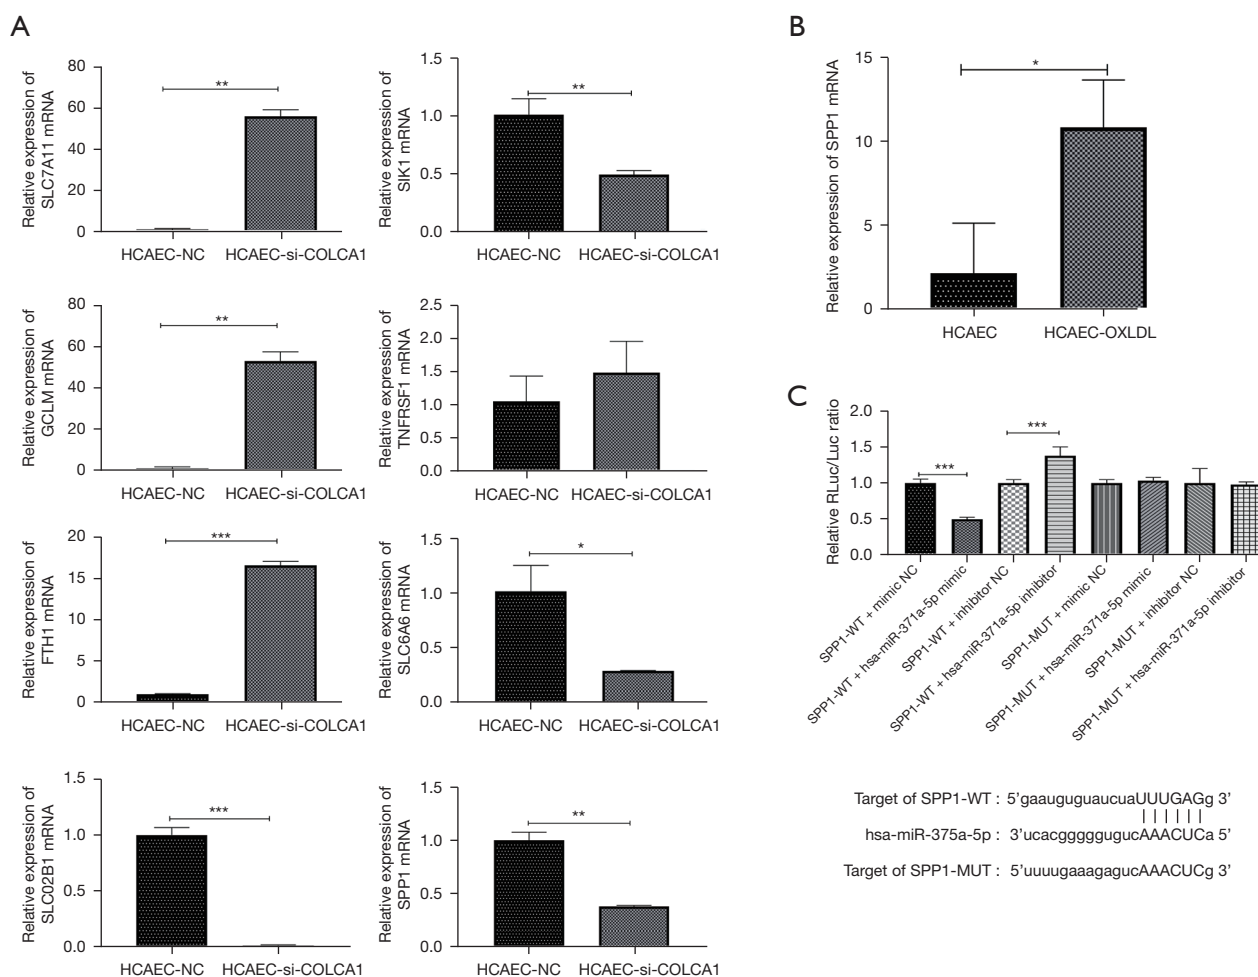 A
Relative expression of
SLC7A11 mRNA
80
60
40
20
0
**
HCAEC-NC
HCAEC-si-COLCA1
Relative expression of
SIK1 mRNA
1.5
1.0
0.5
0.0
**
HCAEC-NC
HCAEC-si-COLCA1
Relative expression of
GCLM mRNA
80
60
40
20
0
**
HCAEC-NC
HCAEC-si-COLCA1
Relative expression of
TNFRSF1 mRNA
2.5
2.0
1.5
1.0
0.5
0.0
HCAEC-NC
HCAEC-si-COLCA1
Relative expression of
FTH1 mRNA
20
15
10
5
0
***
HCAEC-NC
HCAEC-si-COLCA1
Relative expression of
SLC6A6 mRNA
1.5
1.0
0.5
0.0
*
HCAEC-NC
HCAEC-si-COLCA1
Relative expression of
SLC02B1 mRNA
1.5
1.0
0.5
0.0
***
HCAEC-NC
HCAEC-si-COLCA1
Relative expression of
SPP1 mRNA
1.5
1.0
0.5
0.0
**
HCAEC-NC
HCAEC-si-COLCA1
B
Relative expression of SPP1 mRNA
15
10
5
0
*
HCAEC
HCAEC-OXLDL
C
Relative RLuc/Luc ratio
2.0
1.5
1.0
0.5
0.0
***
***
SPP1-WT + mimic NC
SPP1-WT + hsa-miR-371a-5p mimic
SPP1-WT + inhibitor NC
SPP1-WT + hsa-miR-371a-5p inhibitor
SPP1-MUT + mimic NC
SPP1-MUT + hsa-miR-371a-5p mimic
SPP1-MUT + inhibitor NC
SPP1-MUT + hsa-miR-371a-5p inhibitor
Target of SPP1-WT : 5'gaauguguaucuaUUUGAGg 3'
hsa-miR-375a-5p : 3'ucacgggggugucAAACUCa 5'
Target of SPP1-MUT : 5'uuuugaaagagucAAACUCg 3'